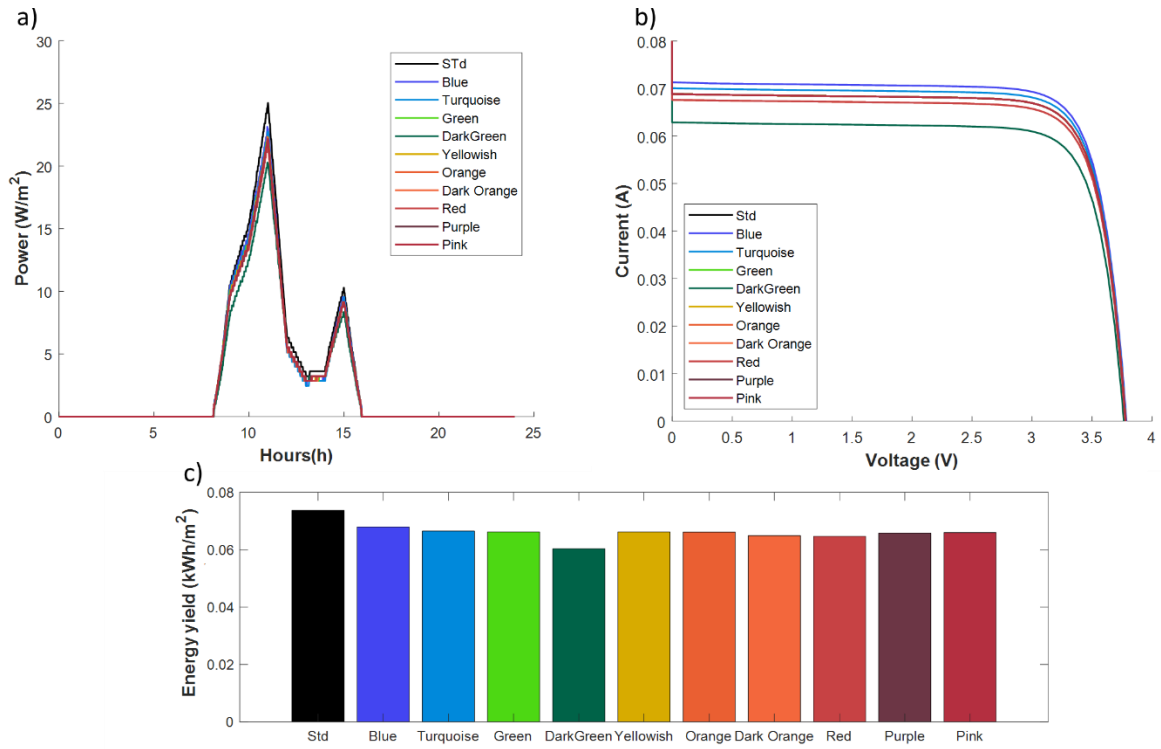 a)
30
25
20
15
10
5
0
Power (W/m²)
0 5 10 15 20 25
Hours(h)
STd
Blue
Turquoise
Green
DarkGreen
Yellowish
Orange
Dark Orange
Red
Purple
Pink
b)
0.08
0.07
0.06
0.05
0.04
0.03
0.02
0.01
0
Current (A)
0 0.5 1 1.5 2 2.5 3 3.5 4
Voltage (V)
Std
Blue
Turquoise
Green
DarkGreen
Yellowish
Orange
Dark Orange
Red
Purple
Pink
c)
0.08
0.06
0.04
0.02
0
Energy yield (kWh/m²)
Std Blue Turquoise Green DarkGreen Yellowish Orange Dark Orange Red Purple Pink